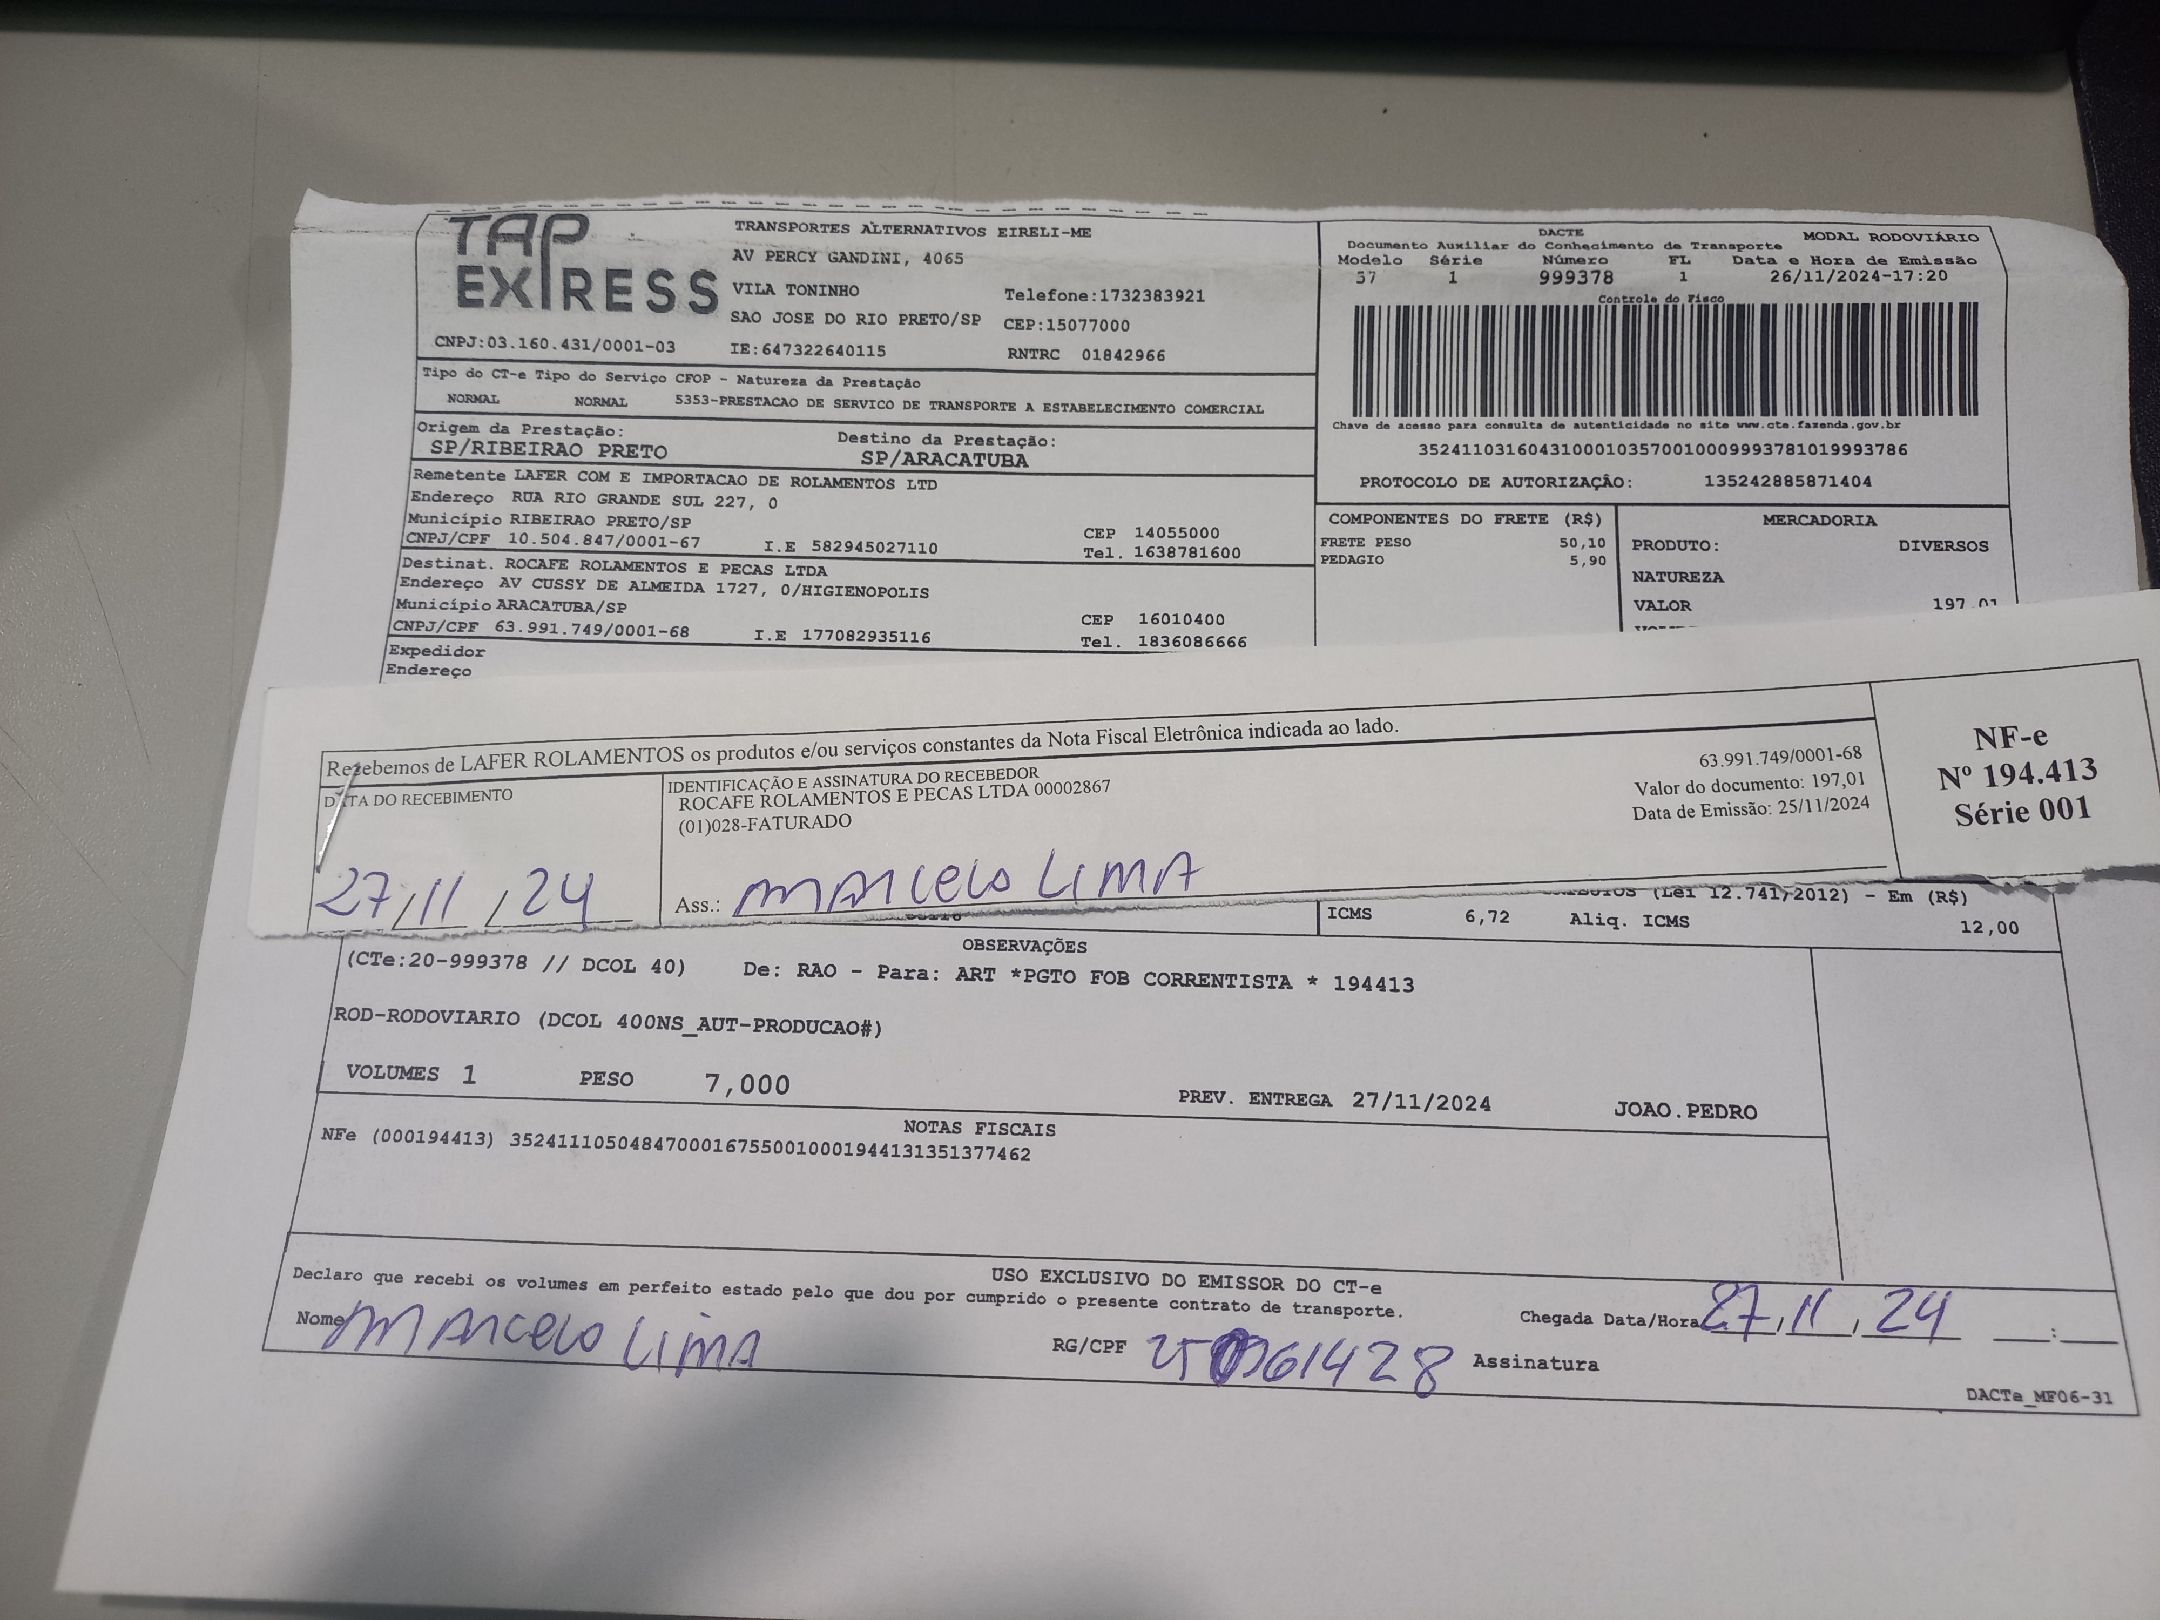 TAP EXPRESS
TRANSPORTES ALTERNATIVOS EIRELI-ME
AV PERCY GANDINI, 4065
VILA TONINHO Telefone:1732383921
SAO JOSE DO RIO PRETO/SP CEP:15077000
CNPJ:03.160.431/0001-03 IE:647322640115 RNTRC 01842966
DACTE MODAL RODOVIÁRIO
Documento Auxiliar do Conhecimento de Transporte
Modelo Série Número FL Data e Hora de Emissão
57 1 999378 1 26/11/2024-17:20
Controle do Fisco
Chave de acesso para consulta de autenticidade no site www.cte.fazenda.gov.br
35241103160431000103570010009993781019993786
PROTOCOLO DE AUTORIZAÇÃO: 135242885871404
Tipo do CT-e Tipo do Serviço CFOP - Natureza da Prestação
NORMAL NORMAL 5353-PRESTACAO DE SERVICO DE TRANSPORTE A ESTABELECIMENTO COMERCIAL
Origem da Prestação: Destino da Prestação:
SP/RIBEIRAO PRETO SP/ARACATUBA
Remetente LAFER COM E IMPORTACAO DE ROLAMENTOS LTD
Endereço RUA RIO GRANDE SUL 227, 0
Município RIBEIRAO PRETO/SP CEP 14055000
CNPJ/CPF 10.504.847/0001-67 I.E 582945027110 Tel. 1638781600
Destinat. ROCAFE ROLAMENTOS E PECAS LTDA
Endereço AV CUSSY DE ALMEIDA 1727, 0/HIGIENOPOLIS
Município ARACATUBA/SP CEP 16010400
CNPJ/CPF 63.991.749/0001-68 I.E 177082935116 Tel. 1836086666
Expedidor
Endereço
COMPONENTES DO FRETE (R$)
FRETE PESO 50,10
PEDAGIO 5,90
MERCADORIA
PRODUTO: DIVERSOS
NATUREZA
VALOR 197,01
Recebemos de LAFER ROLAMENTOS os produtos e/ou serviços constantes da Nota Fiscal Eletrônica indicada ao lado.
DATA DO RECEBIMENTO
27/11/24
IDENTIFICAÇÃO E ASSINATURA DO RECEBEDOR
ROCAFE ROLAMENTOS E PECAS LTDA 00002867
(01)028-FATURADO
63.991.749/0001-68
Valor do documento: 197,01
Data de Emissão: 25/11/2024
Ass.: MARCELO LIMA
NF-e
Nº 194.413
Série 001
(Lei 12.741/2012) - Em (R$)
ICMS 6,72 Aliq. ICMS 12,00
OBSERVAÇÕES
(CTe:20-999378 // DCOL 40) De: RAO - Para: ART *PGTO FOB CORRENTISTA * 194413
ROD-RODOVIARIO (DCOL 400NS_AUT-PRODUCAO#)
VOLUMES 1 PESO 7,000 PREV. ENTREGA 27/11/2024 JOAO.PEDRO
NOTAS FISCAIS
NFe (000194413) 35241110504847000167550010001944131351377462
USO EXCLUSIVO DO EMISSOR DO CT-e
Declaro que recebi os volumes em perfeito estado pelo que dou por cumprido o presente contrato de transporte.
Chegada Data/Hora 27/11/24 __:__
Nome MARCELO LIMA RG/CPF Assinatura
DACTe_MF06-31